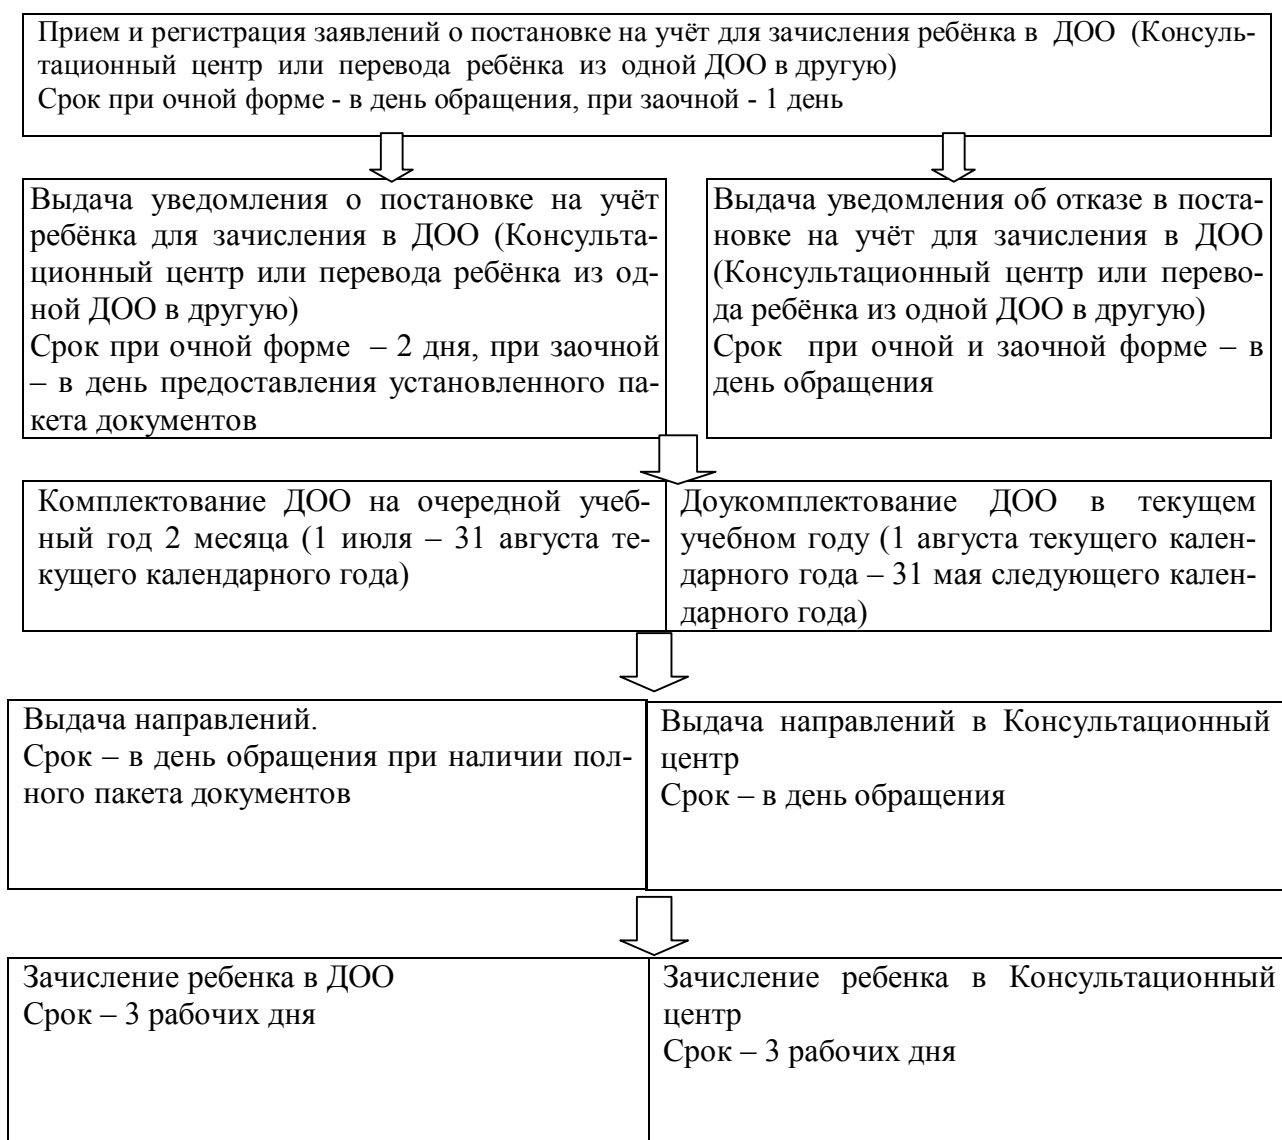 Прием и регистрация заявлений о постановке на учёт для зачисления ребёнка в ДОО (Консуль-
тационный центр или перевода ребёнка из одной ДОО в другую)
Срок при очной форме - в день обращения, при заочной - 1 день
Выдача уведомления о постановке на учёт
ребёнка для зачисления в ДОО (Консульта-
ционный центр или перевода ребёнка из од-
ной ДОО в другую)
Срок при очной форме – 2 дня, при заочной
– в день предоставления установленного па-
кета документов
Выдача уведомления об отказе в поста-
новке на учёт для зачисления в ДОО
(Консультационный центр или перево-
да ребёнка из одной ДОО в другую)
Срок при очной и заочной форме – в
день обращения
Комплектование ДОО на очередной учеб-
ный год 2 месяца (1 июля – 31 августа те-
кущего календарного года)
Доукомплектование ДОО в текущем
учебном году (1 августа текущего кален-
дарного года – 31 мая следующего кален-
дарного года)
Выдача направлений.
Срок – в день обращения при наличии пол-
ного пакета документов
Выдача направлений в Консультационный
центр
Срок – в день обращения
Зачисление ребенка в ДОО
Срок – 3 рабочих дня
Зачисление ребенка в Консультационный
центр
Срок – 3 рабочих дня